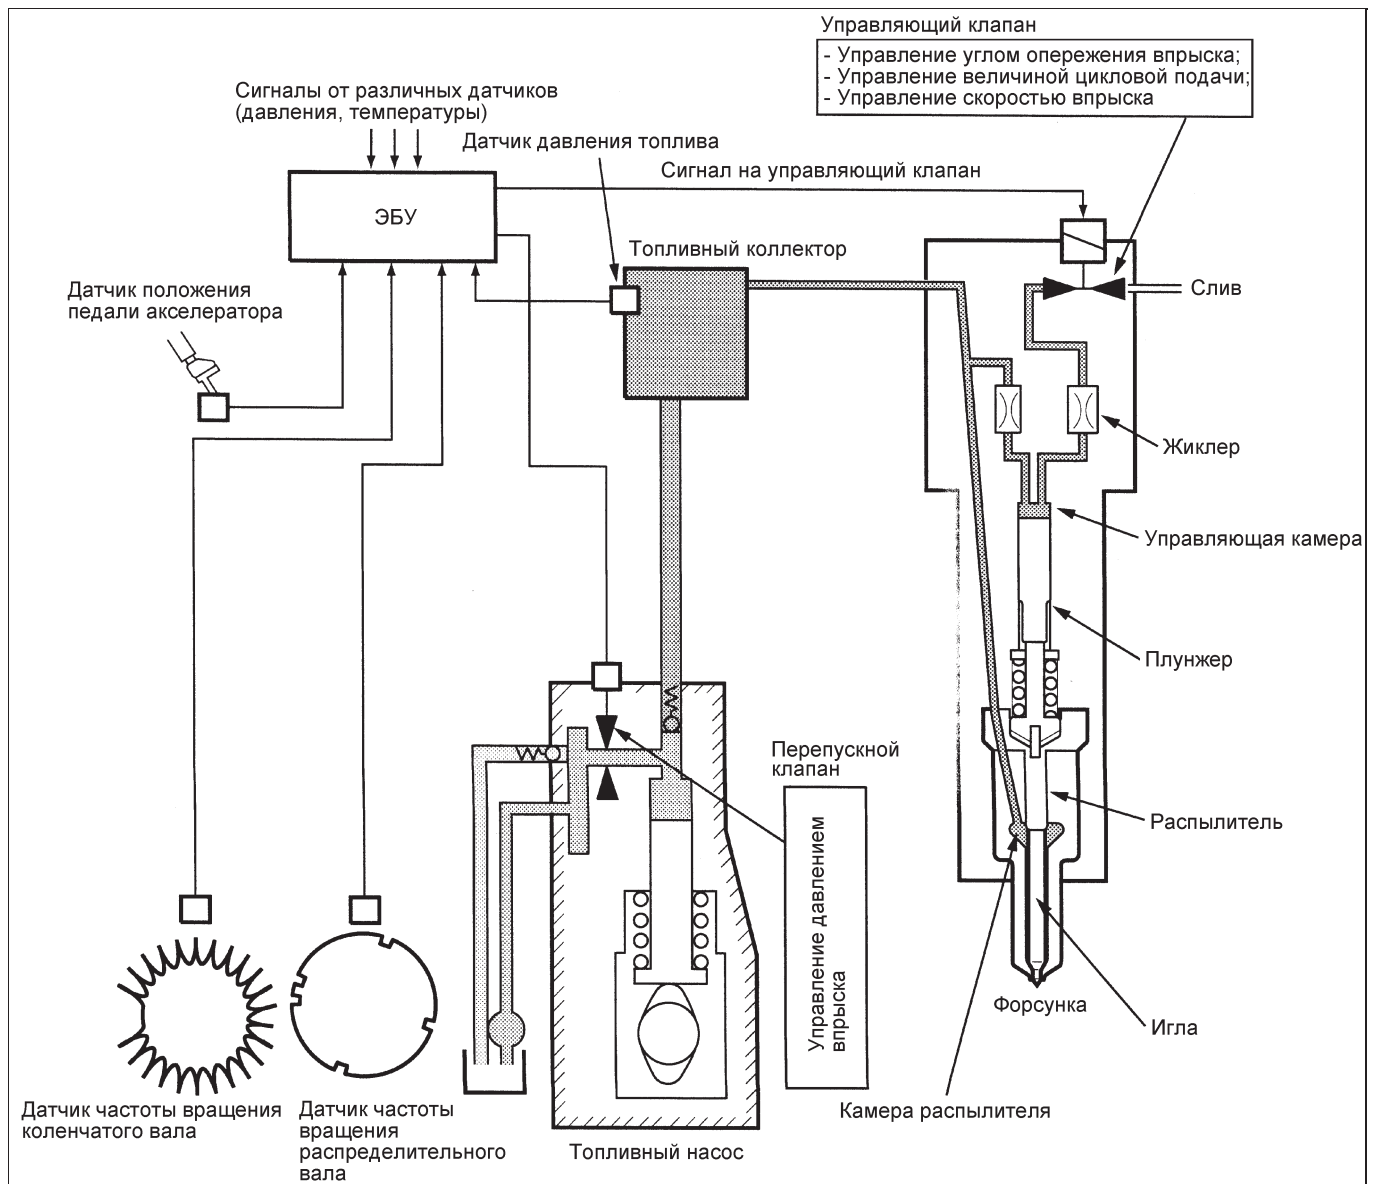 Управляющий клапан
- Управление углом опережения впрыска;
- Управление величиной цикловой подачи;
- Управление скоростью впрыска
Сигналы от различных датчиков
(давления, температуры)
Датчик давления топлива
Сигнал на управляющий клапан
ЭБУ
Топливный коллектор
Датчик положения
педали акселератора
Слив
Жиклер
Управляющая камера
Плунжер
Перепускной
клапан
Управление давлением
впрыска
Распылитель
Форсунка
Игла
Камера распылителя
Датчик частоты вращения
коленчатого вала
Датчик частоты
вращения
распределительного
вала
Топливный насос